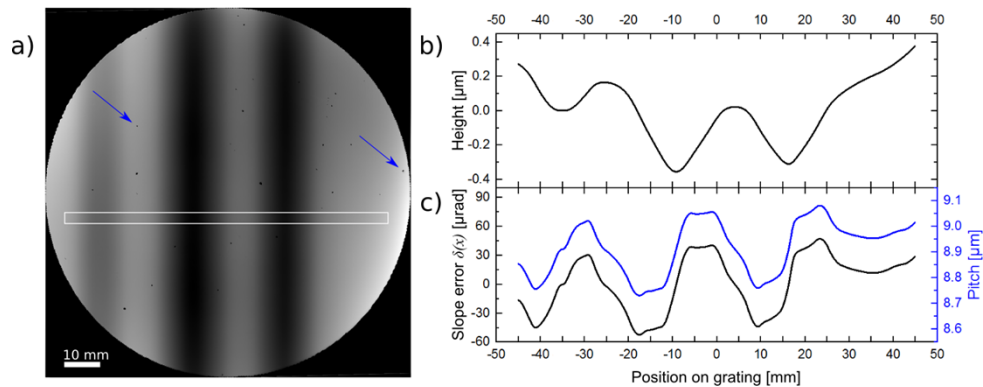 a)
10 mm
-50 -40 -30 -20 -10 0 10 20 30 40 50
b)
Height [µm]
0.4
0.2
0.0
-0.2
-0.4
c)
Slope error δ(x) [µrad]
90
60
30
0
-30
-60
9.1
9.0
8.9
8.8
8.7
8.6
Pitch [µm]
-50 -40 -30 -20 -10 0 10 20 30 40 50
Position on grating [mm]